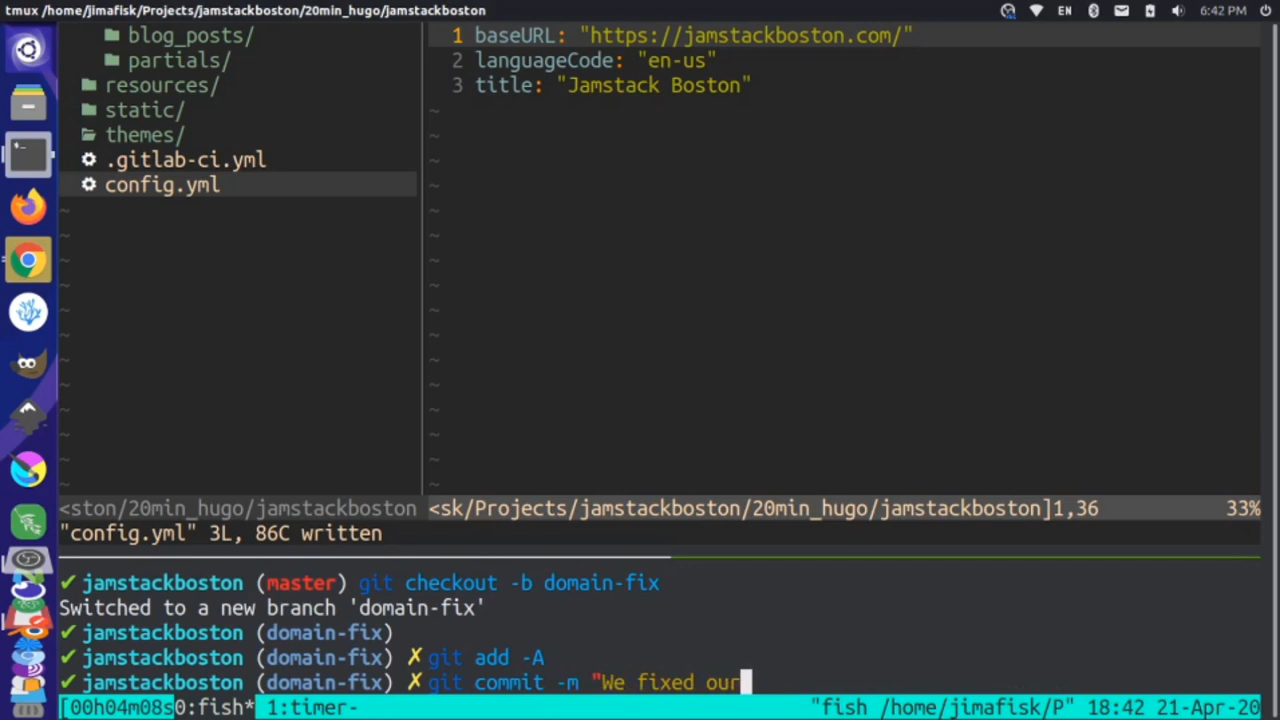 tmux /home/jimafisk/Projects/jamstackboston/20min_hugo/jamstackboston
EN
6:42 PM
blog_posts/
partials/
resources/
static/
themes/
.gitlab-ci.yml
config.yml
1 baseURL: "https://jamstackboston.com/"
2 languageCode: "en-us"
3 title: "Jamstack Boston"
<ston/20min_hugo/jamstackboston <sk/Projects/jamstackboston/20min_hugo/jamstackboston]1,36 33%
"config.yml" 3L, 86C written
✔ jamstackboston (master) git checkout -b domain-fix
Switched to a new branch 'domain-fix'
✔ jamstackboston (domain-fix)
✔ jamstackboston (domain-fix) ✗ git add -A
✔ jamstackboston (domain-fix) ✗ git commit -m "We fixed our
[00h04m08s0:fish* 1:timer- "fish /home/jimafisk/P" 18:42 21-Apr-20